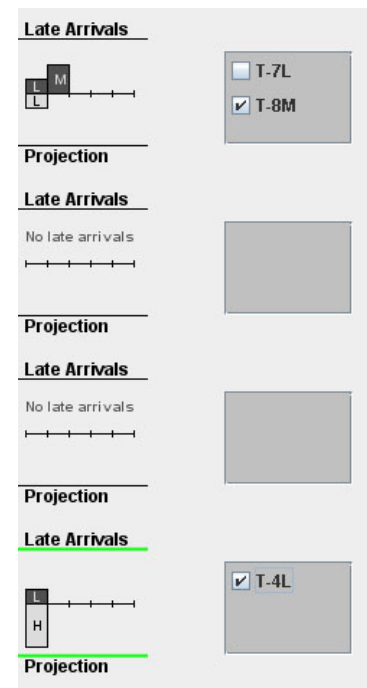 Late Arrivals
T-7L
L M
L
T-8M
Projection
Late Arrivals
No late arrivals
Projection
Late Arrivals
No late arrivals
Projection
Late Arrivals
T-4L
L
H
Projection